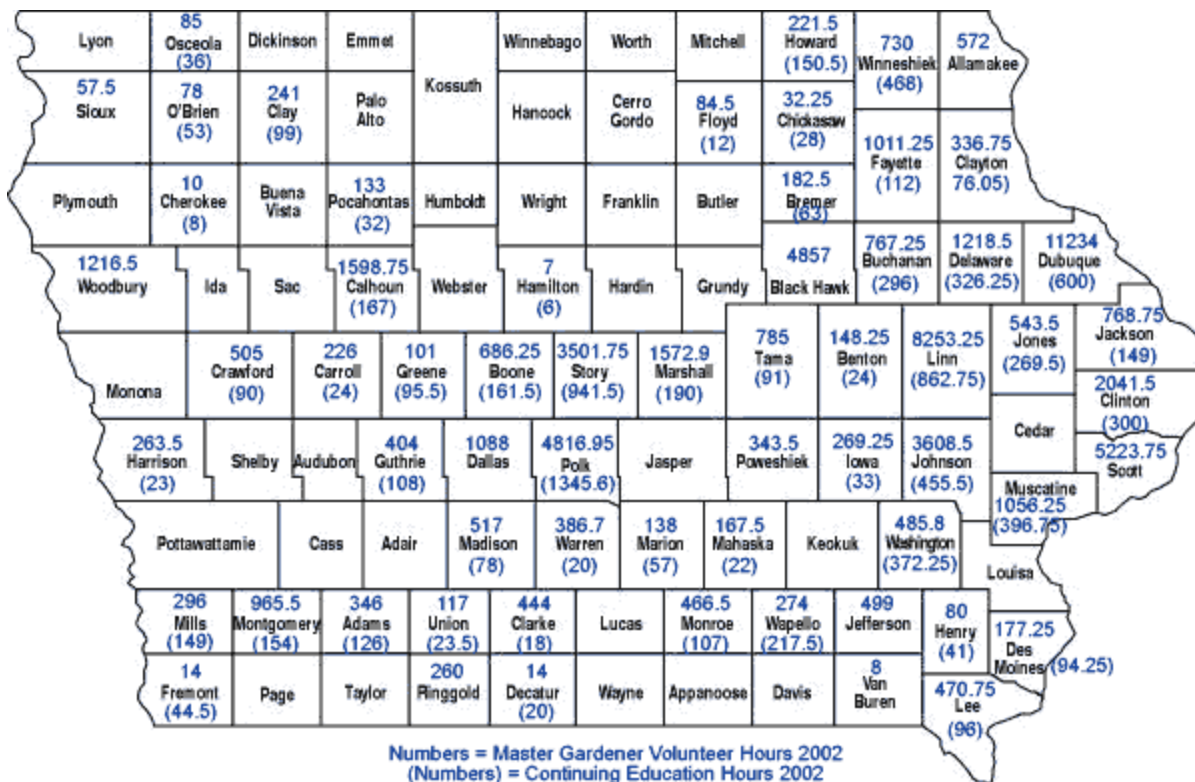 Lyon
85
Osceola
(36)
Dickinson
Emmet
Winnebago
Worth
Mitchell
221.5
Howard
(150.5)
730
Winneshiek
(468)
572
Allamakee
57.5
Sioux
78
O'Brien
(53)
241
Clay
(99)
Palo
Alto
Kossuth
Hancock
Cerro
Gordo
84.5
Floyd
(12)
32.25
Chickasaw
(28)
1011.25
Fayette
(112)
336.75
Clayton
76.05
Plymouth
10
Cherokee
(8)
Buena
Vista
133
Pocahontas
(32)
Humboldt
Wright
Franklin
Butler
182.5
Bremer
(63)
1216.5
Woodbury
Ida
Sac
1598.75
Calhoun
(167)
Webster
7
Hamilton
(6)
Hardin
Grundy
4857
Black Hawk
767.25
Buchanan
(296)
1218.5
Delaware
(326.25)
11234
Dubuque
(600)
Monona
505
Crawford
(90)
226
Carroll
(24)
101
Greene
(95.5)
686.25
Boone
(161.5)
3501.75
Story
(941.5)
1572.9
Marshall
(190)
785
Tama
(91)
148.25
Benton
(24)
8253.25
Linn
(862.75)
543.5
Jones
(269.5)
768.75
Jackson
(149)
2041.5
Clinton
(300)
263.5
Harrison
(23)
Shelby
Audubon
404
Guthrie
(108)
1088
Dallas
4816.95
Polk
(1345.6)
Jasper
343.5
Poweshiek
269.25
Iowa
(33)
3608.5
Johnson
(455.5)
Cedar
5223.75
Scott
Muscatine
1056.25
(396.75)
Pottawattamie
Cass
Adair
517
Madison
(78)
386.7
Warren
(20)
138
Marion
(57)
167.5
Mahaska
(22)
Keokuk
485.8
Washington
(372.25)
Louisa
296
Mills
(149)
965.5
Montgomery
(154)
346
Adams
(126)
117
Union
(23.5)
444
Clarke
(18)
Lucas
466.5
Monroe
(107)
274
Wapello
(217.5)
499
Jefferson
80
Henry
(41)
177.25
Des
Moines
(94.25)
14
Fremont
(44.5)
Page
Taylor
260
Ringgold
14
Decatur
(20)
Wayne
Appanoose
Davis
8
Van
Buren
470.75
Lee
(96)
Numbers = Master Gardener Volunteer Hours 2002
(Numbers) = Continuing Education Hours 2002